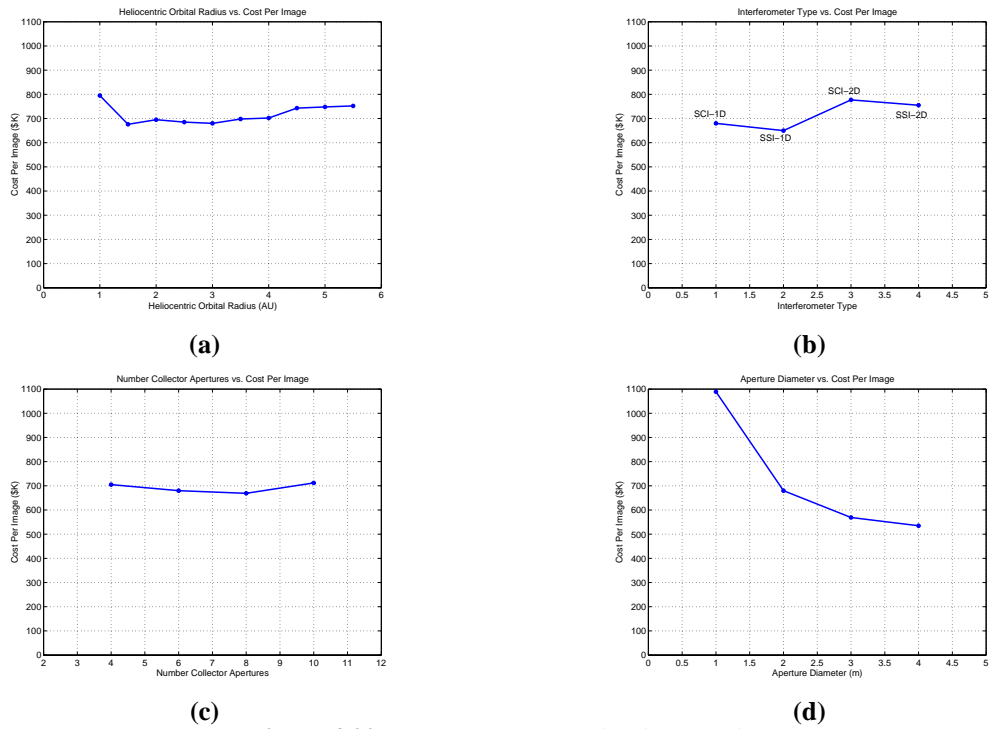 Heliocentric Orbital Radius vs. Cost Per Image
1100
1000
900
800
700
600
500
400
300
200
100
0
Cost Per Image ($K)
0 1 2 3 4 5 6
Heliocentric Orbital Radius (AU)
(a)
Interferometer Type vs. Cost Per Image
1100
1000
900
800
700
600
500
400
300
200
100
0
Cost Per Image ($K)
SCI−1D
SSI−1D
SCI−2D
SSI−2D
0 0.5 1 1.5 2 2.5 3 3.5 4 4.5 5
Interferometer Type
(b)
Number Collector Apertures vs. Cost Per Image
1100
1000
900
800
700
600
500
400
300
200
100
0
Cost Per Image ($K)
2 3 4 5 6 7 8 9 10 11 12
Number Collector Apertures
(c)
Aperture Diameter vs. Cost Per Image
1100
1000
900
800
700
600
500
400
300
200
100
0
Cost Per Image ($K)
0 0.5 1 1.5 2 2.5 3 3.5 4 4.5 5
Aperture Diameter (m)
(d)